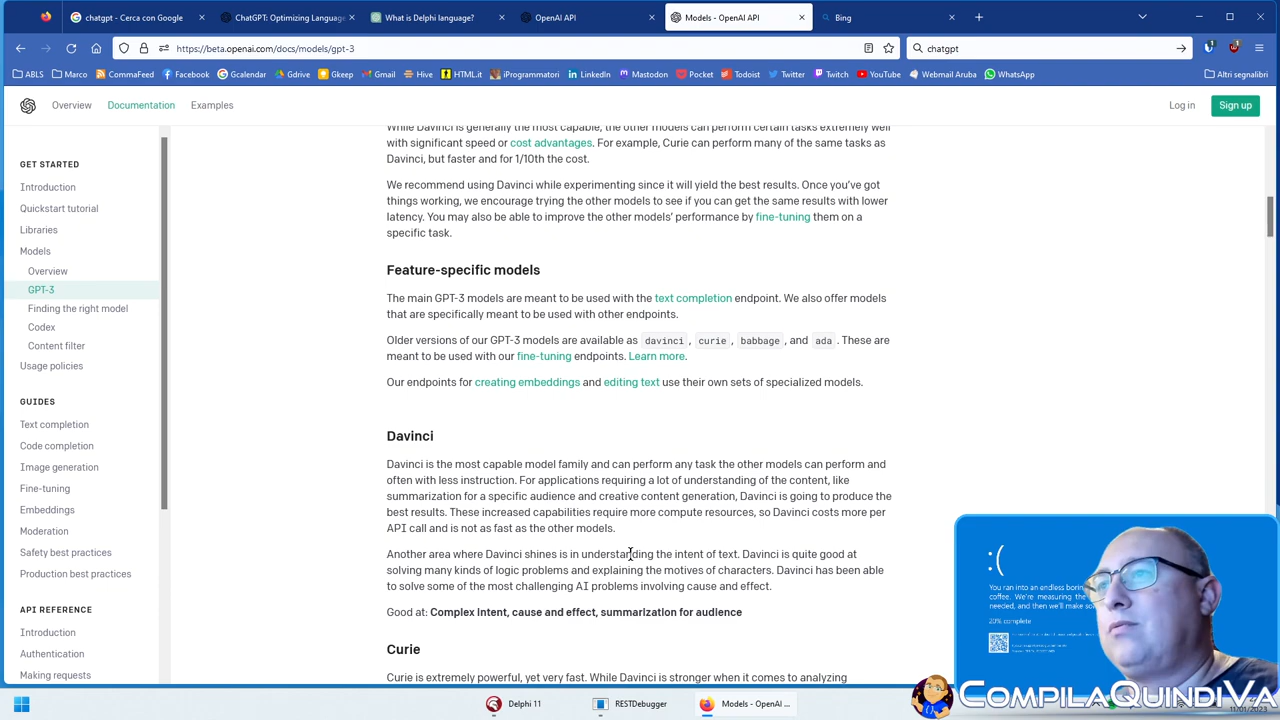 chatgpt - Cerca con Google
ChatGPT: Optimizing Language
What is Delphi language?
OpenAI API
Models - OpenAI API
Bing
https://beta.openai.com/docs/models/gpt-3
chatgpt
ABLS
Marco
CommaFeed
Facebook
Gcalendar
Gdrive
Gkeep
Gmail
Hive
HTML.it
iProgrammatori
LinkedIn
Mastodon
Pocket
Todoist
Twitter
Twitch
YouTube
Webmail Aruba
WhatsApp
Altri segnalibri
Overview
Documentation
Examples
Log in
Sign up
GET STARTED
Introduction
Quickstart tutorial
Libraries
Models
Overview
GPT-3
Finding the right model
Codex
Content filter
Usage policies
GUIDES
Text completion
Code completion
Image generation
Fine-tuning
Embeddings
Moderation
Safety best practices
Production best practices
API REFERENCE
Introduction
Authentication
Making requests
While Davinci is generally the most capable, the other models can perform certain tasks extremely well
with significant speed or cost advantages. For example, Curie can perform many of the same tasks as
Davinci, but faster and for 1/10th the cost.
We recommend using Davinci while experimenting since it will yield the best results. Once you've got
things working, we encourage trying the other models to see if you can get the same results with lower
latency. You may also be able to improve the other models' performance by fine-tuning them on a
specific task.
Feature-specific models
The main GPT-3 models are meant to be used with the text completion endpoint. We also offer models
that are specifically meant to be used with other endpoints.
Older versions of our GPT-3 models are available as davinci, curie, babbage, and ada. These are
meant to be used with our fine-tuning endpoints. Learn more.
Our endpoints for creating embeddings and editing text use their own sets of specialized models.
Davinci
Davinci is the most capable model family and can perform any task the other models can perform and
often with less instruction. For applications requiring a lot of understanding of the content, like
summarization for a specific audience and creative content generation, Davinci is going to produce the
best results. These increased capabilities require more compute resources, so Davinci costs more per
API call and is not as fast as the other models.
Another area where Davinci shines is in understanding the intent of text. Davinci is quite good at
solving many kinds of logic problems and explaining the motives of characters. Davinci has been able
to solve some of the most challenging AI problems involving cause and effect.
Good at: Complex intent, cause and effect, summarization for audience
Curie
Curie is extremely powerful, yet very fast. While Davinci is stronger when it comes to analyzing
:(
You ran into an endless
coffee. We're measuring the
needed, and then we'll make
20% complete
COMPILAQUINDIVA
Delphi 11
RESTDebugger
Models - OpenAI ...
11/01/2023